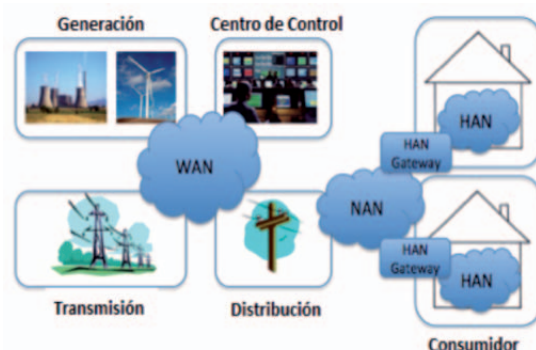 Generación
Centro de Control
WAN
HAN
HAN
Gateway
NAN
HAN
Gateway
HAN
Transmisión
Distribución
Consumidor